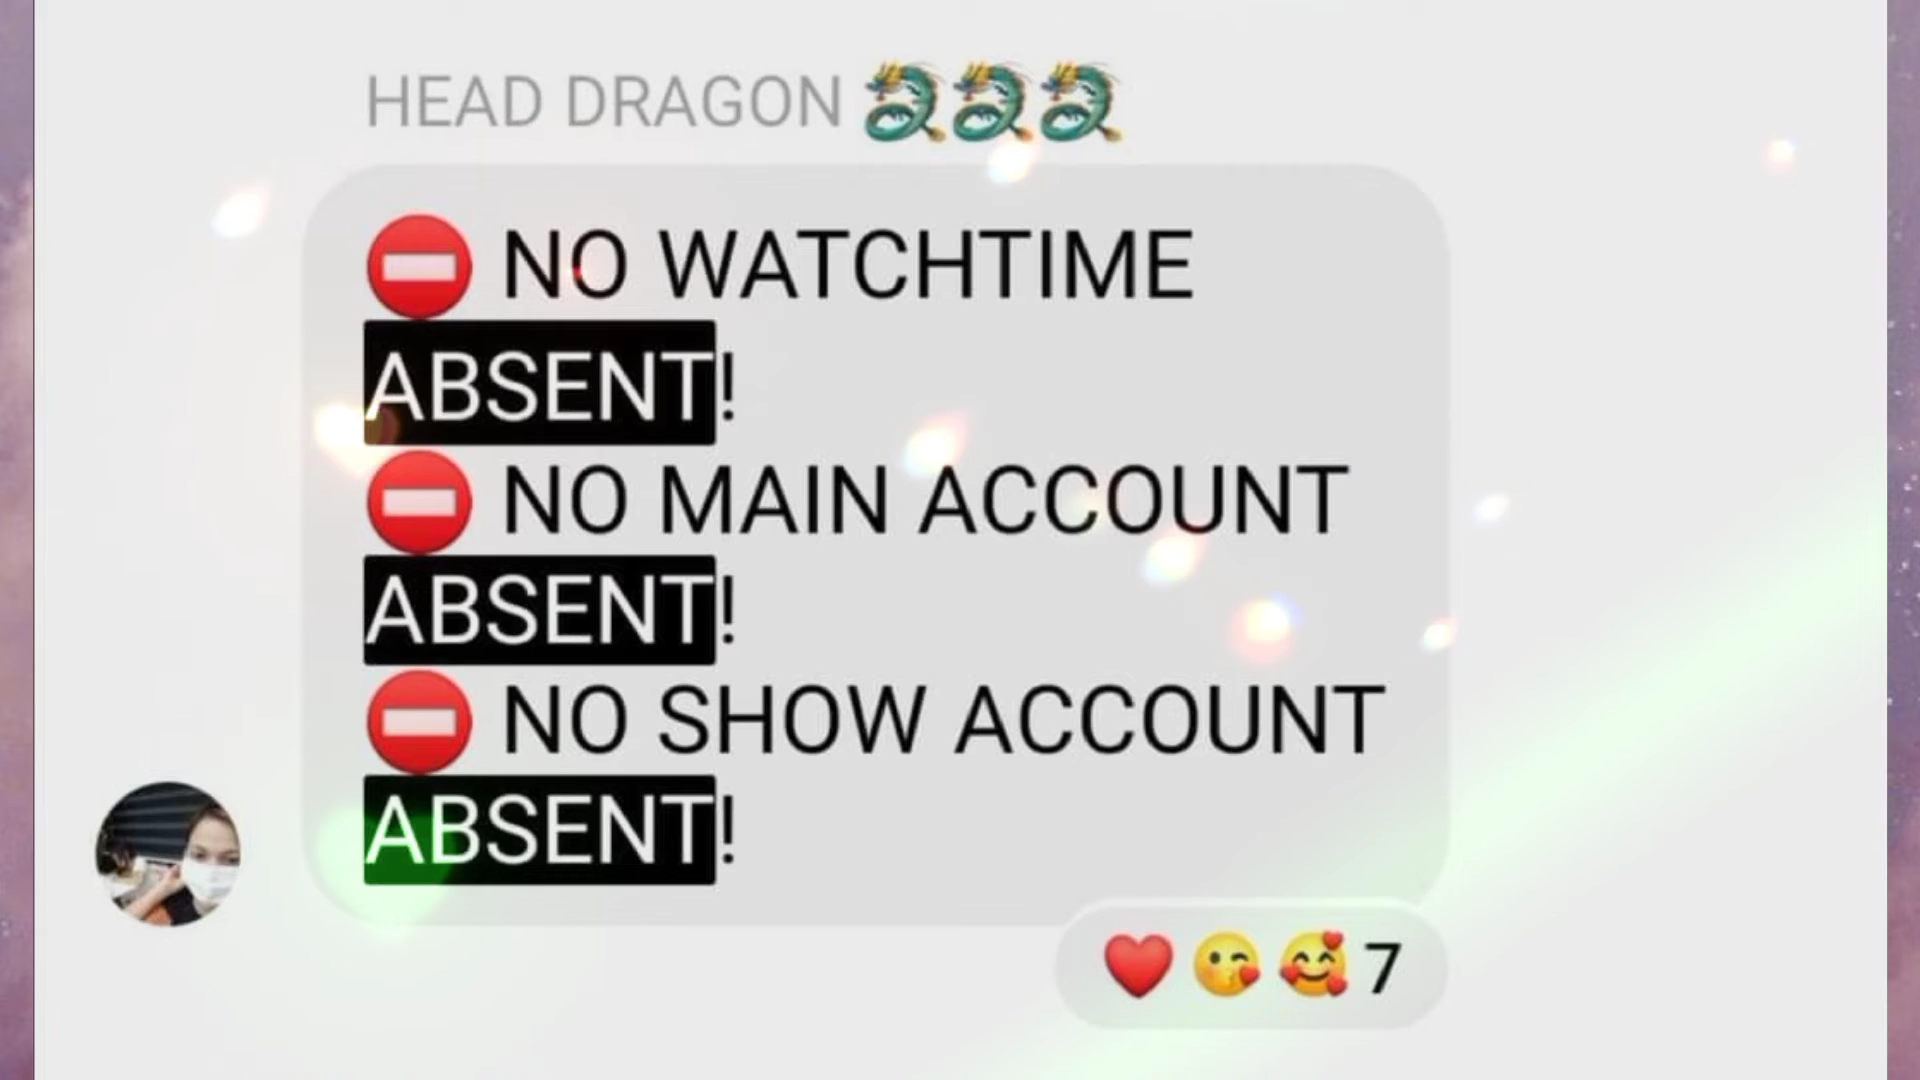 HEAD DRAGON 🐉🐉🐉
⛔ NO WATCHTIME
ABSENT!
⛔ NO MAIN ACCOUNT
ABSENT!
⛔ NO SHOW ACCOUNT
ABSENT!
❤️ 😘 🥰 7